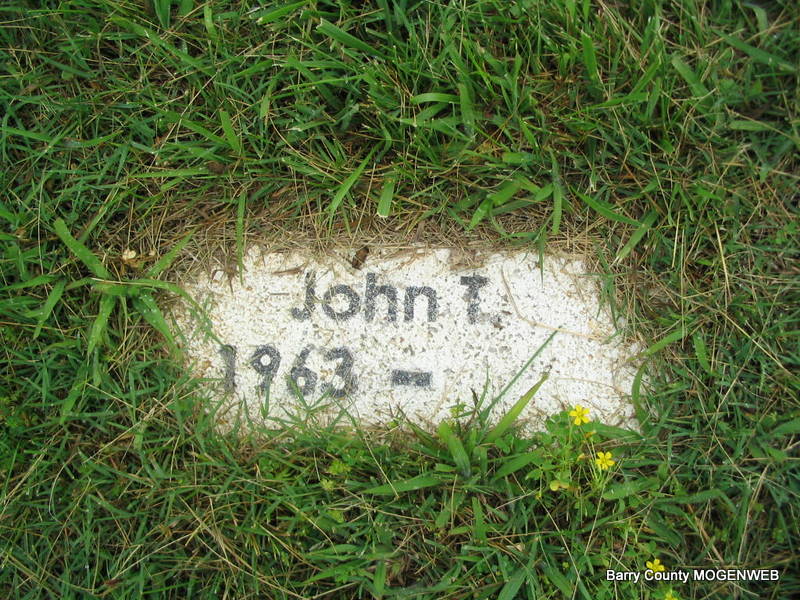 John T.
1963 -
Barry County MOGENWEB